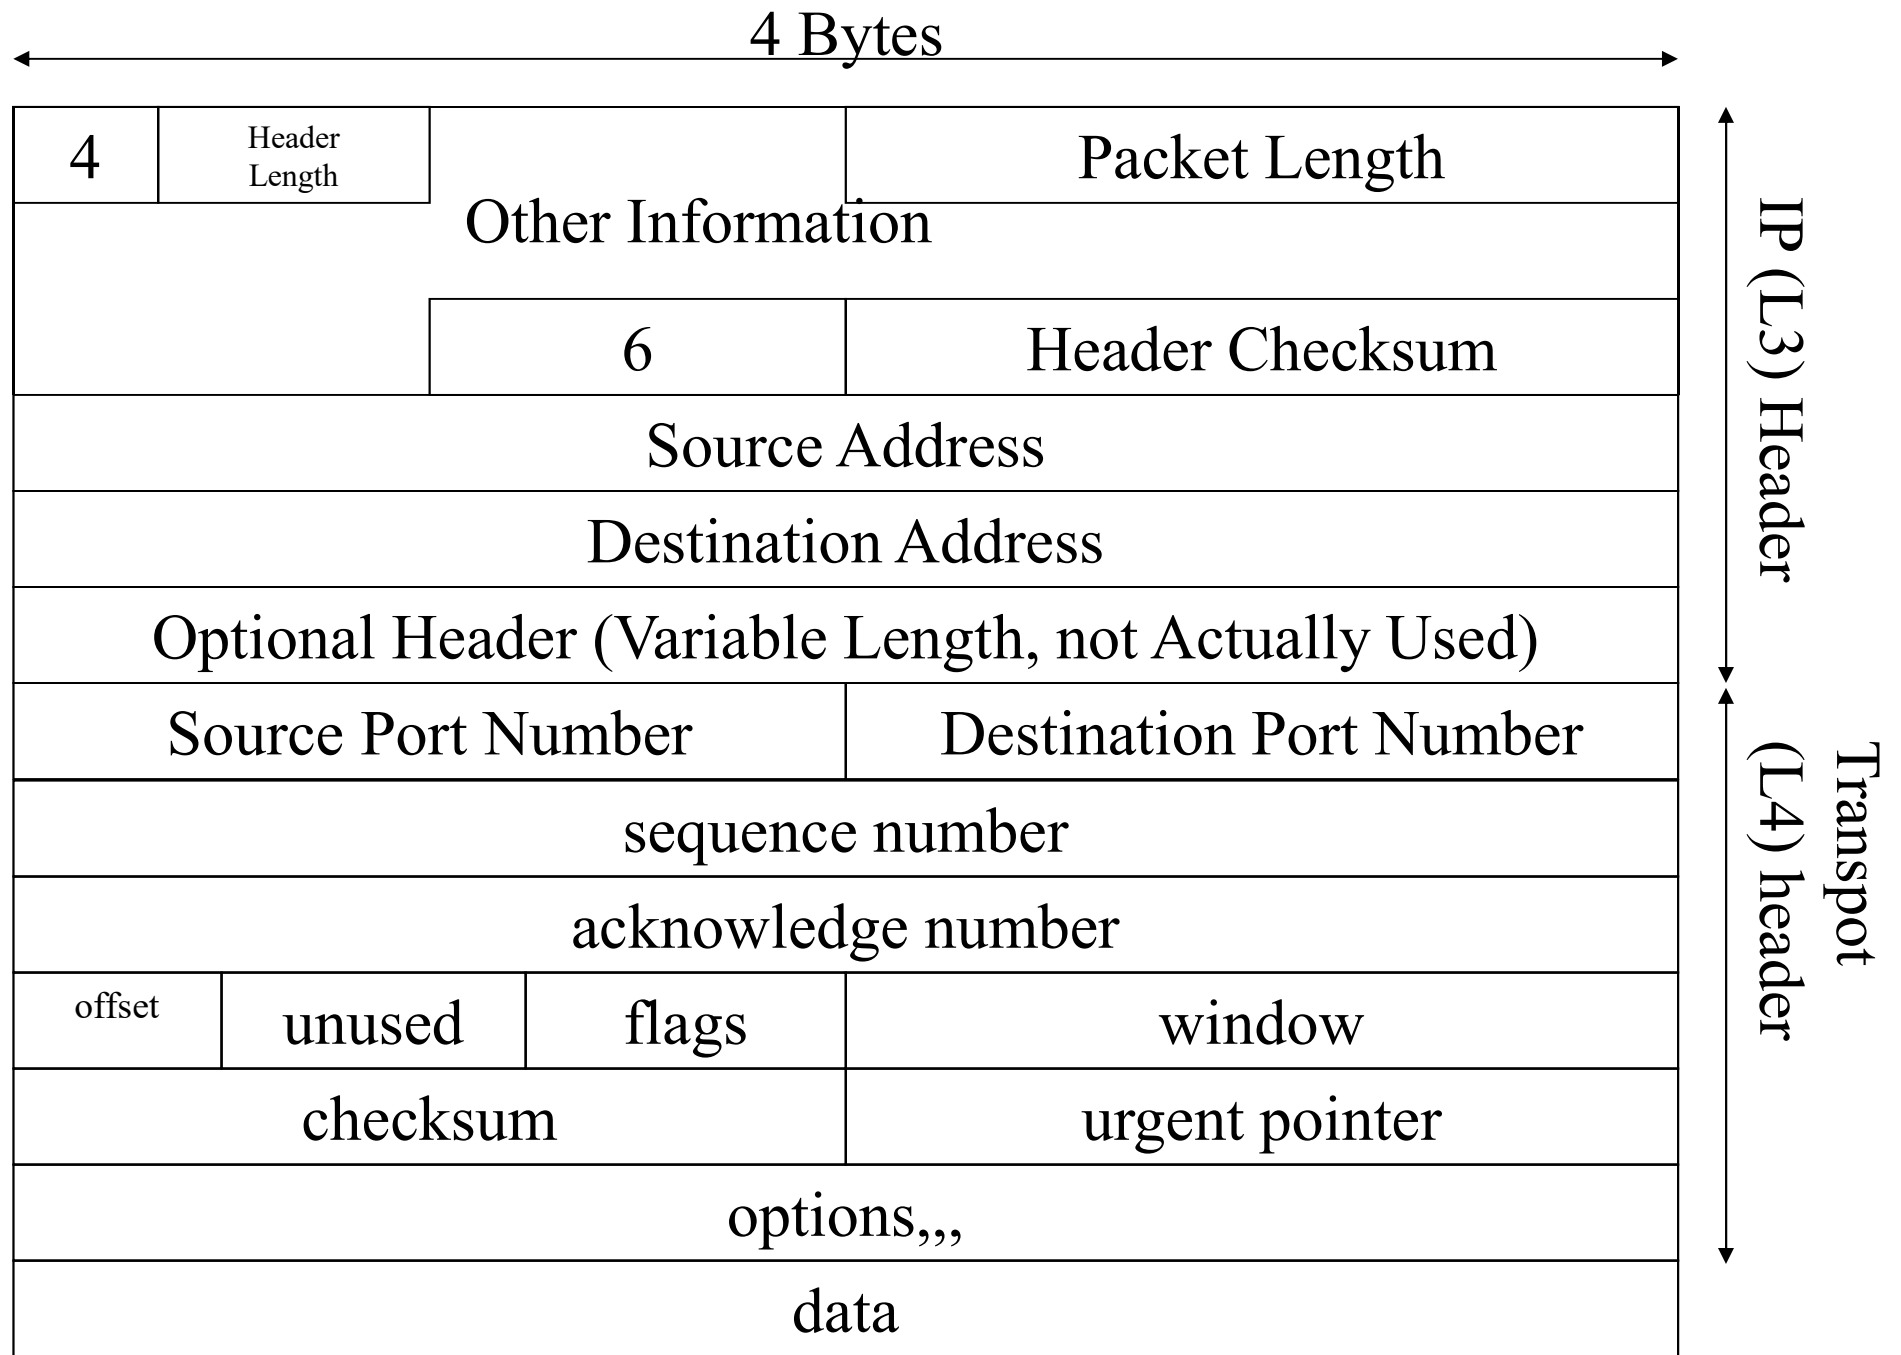 4 Bytes
4
Header
Length
Packet Length
Other Information
6
Header Checksum
Source Address
Destination Address
Optional Header (Variable Length, not Actually Used)
Source Port Number
Destination Port Number
sequence number
acknowledge number
offset
unused
flags
window
checksum
urgent pointer
options,,,
data
IP (L3) Header
Transpot
(L4) header